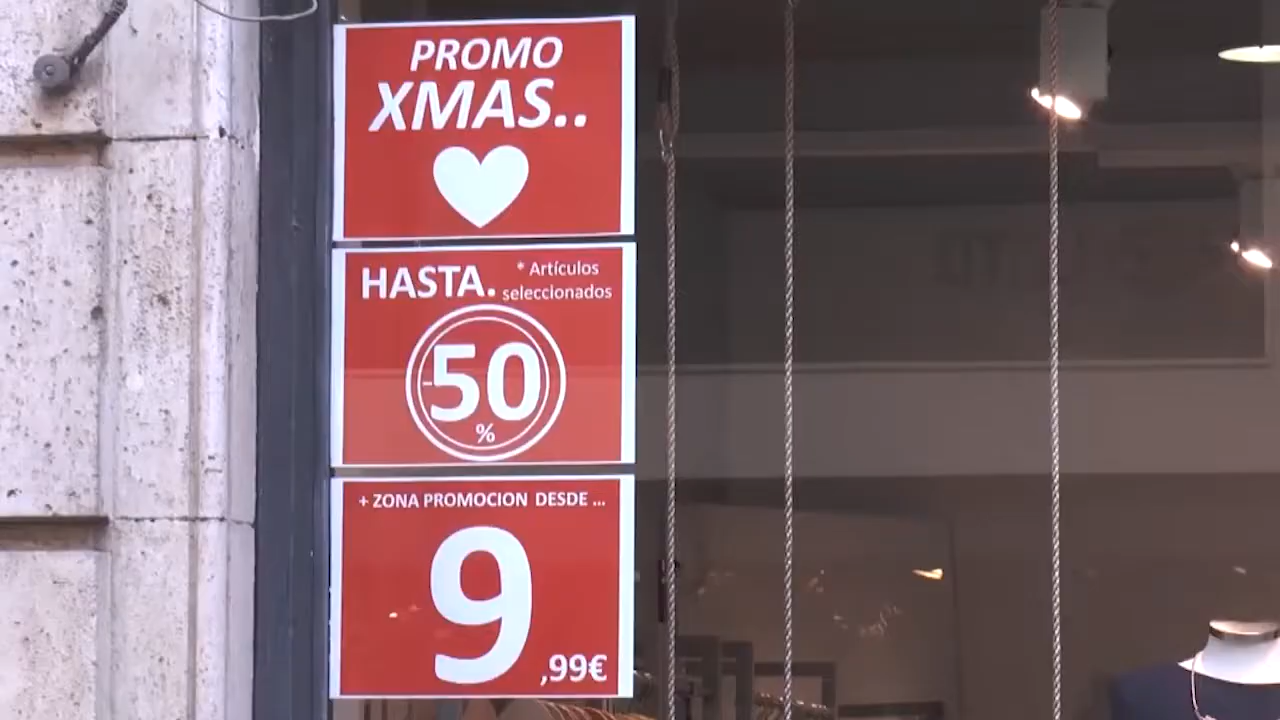 PROMO
XMAS..
HASTA. * Artículos
seleccionados
-50
%
+ ZONA PROMOCION DESDE ...
9
,99€